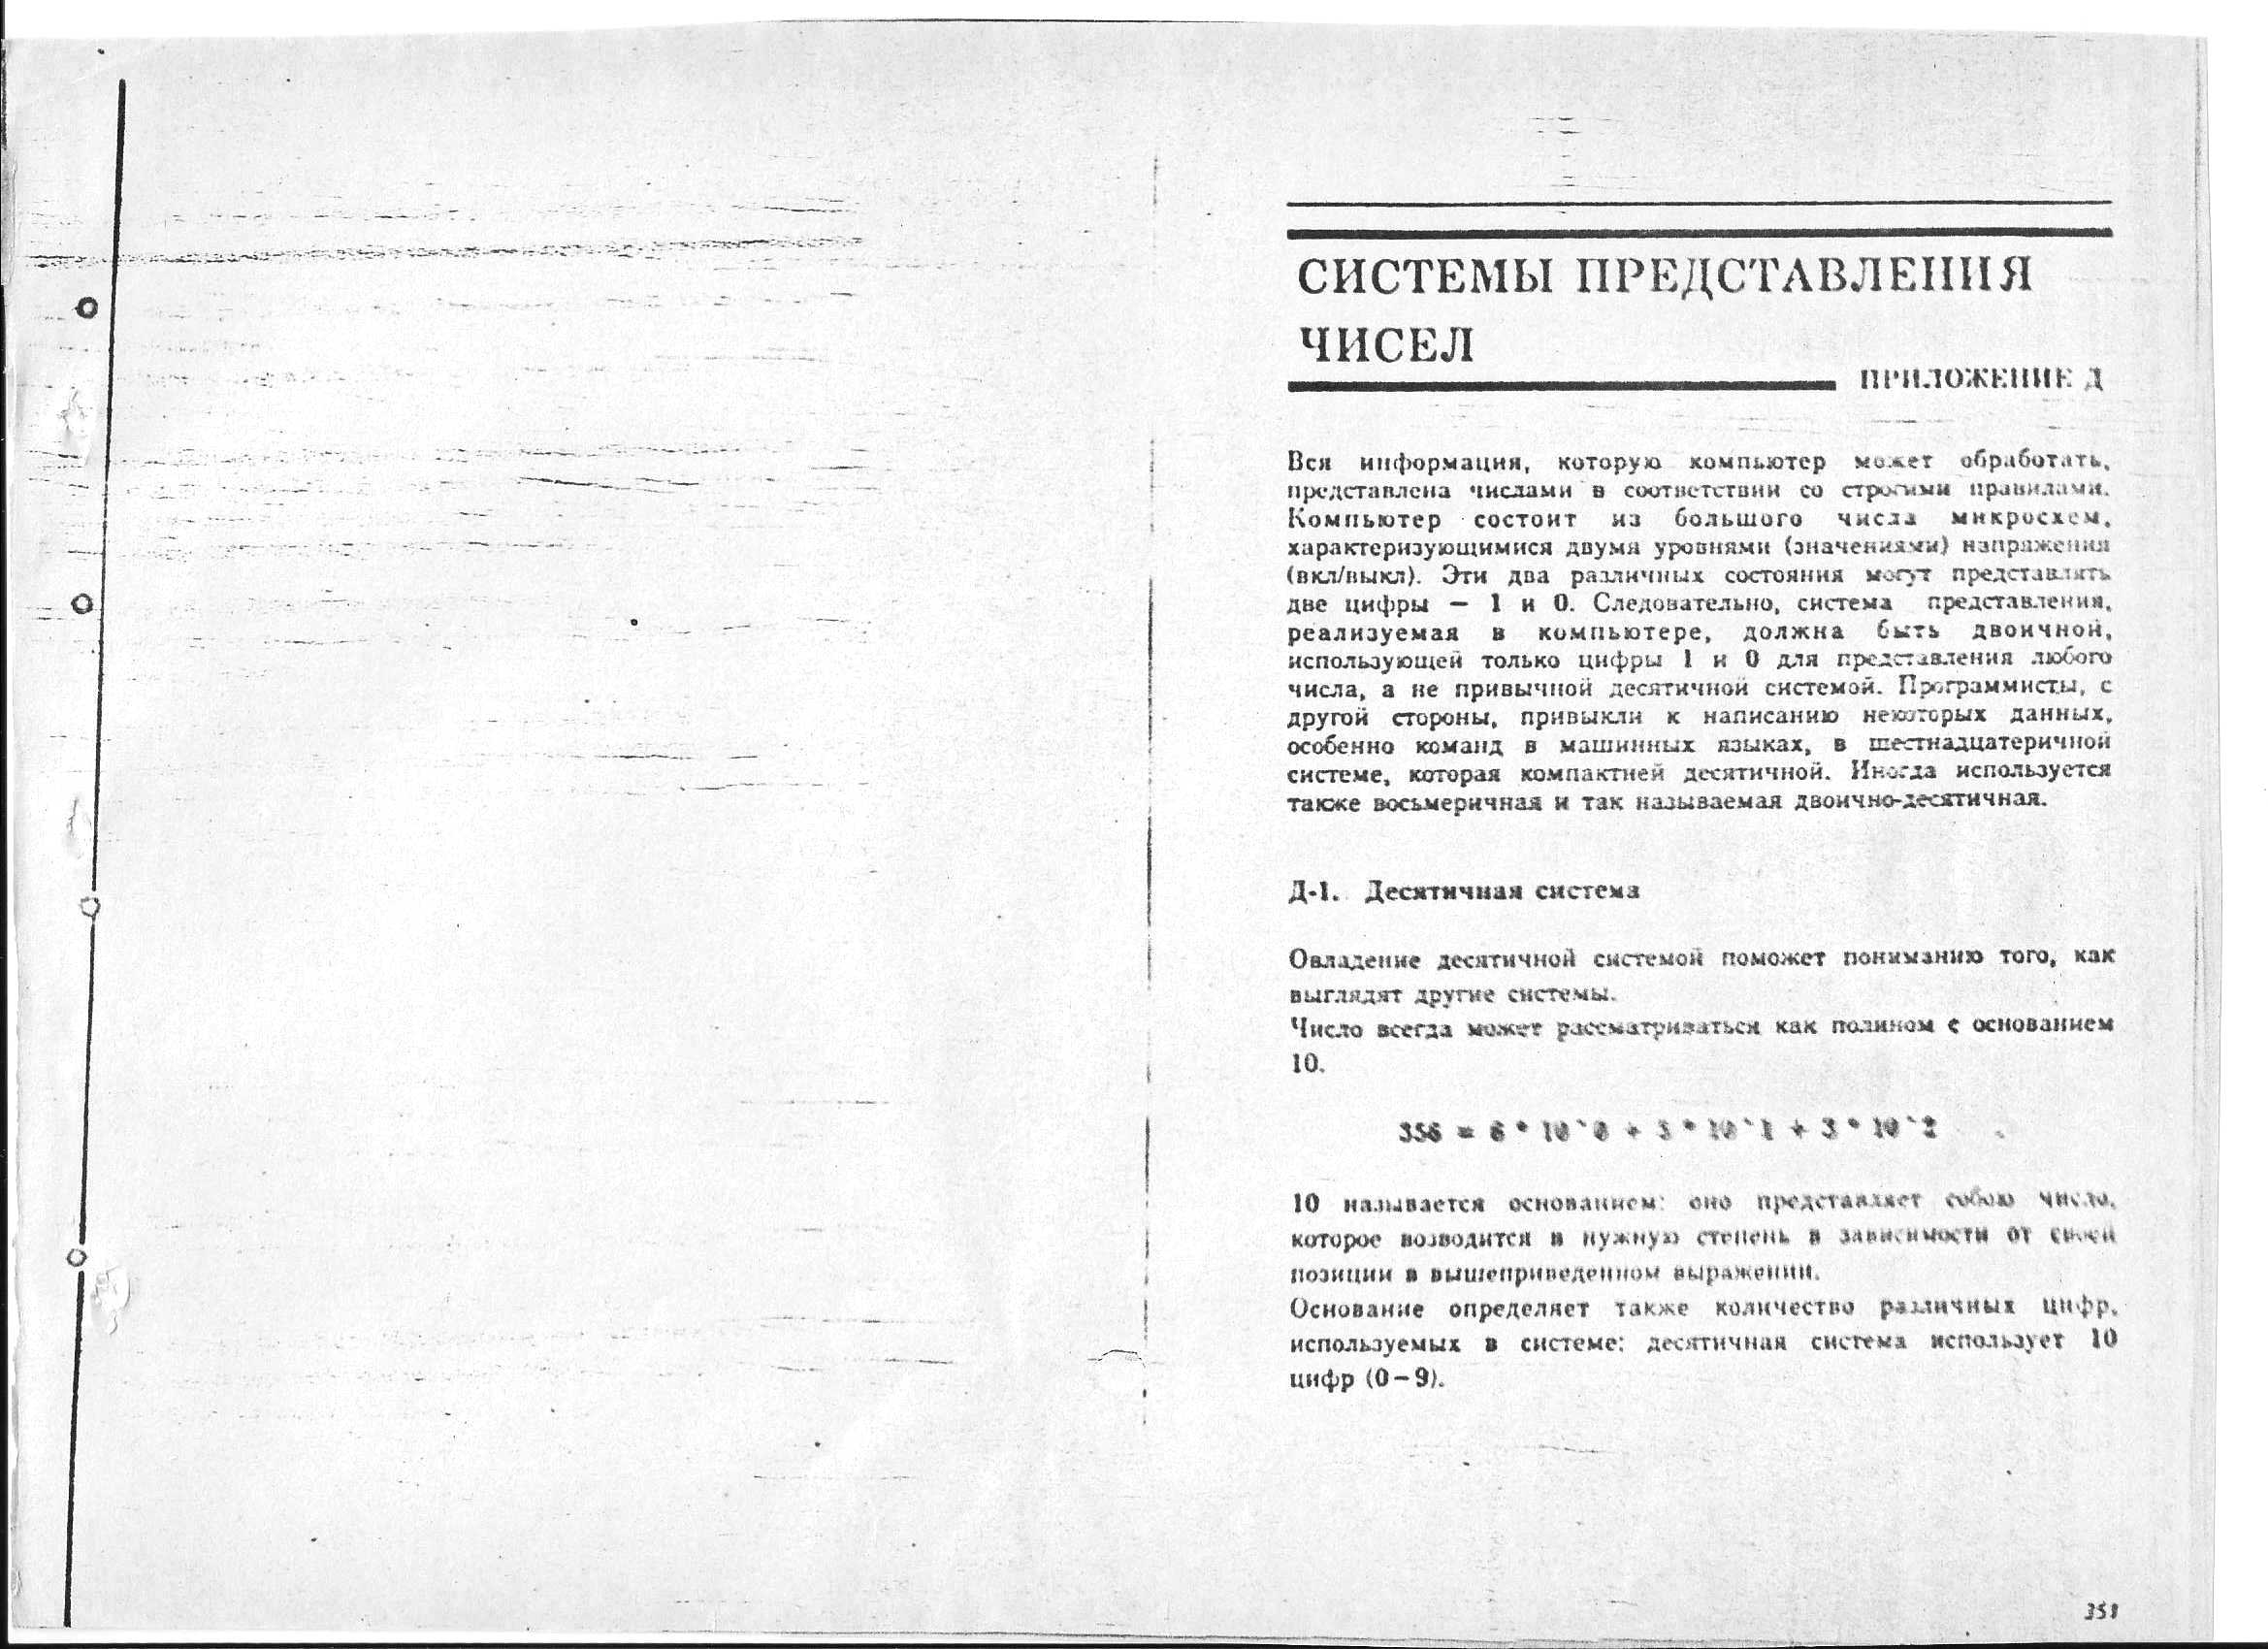 СИСТЕМЫ ПРЕДСТАВЛЕНИЯ
ЧИСЕЛ
ПРИЛОЖЕНИЕ Д
Вся информация, которую компьютер может обработать,
представлена числами в соответствии со строгими правилами.
Компьютер состоит из большого числа микросхем,
характеризующимися двумя уровнями (значениями) напряжения
(вкл/выкл). Эти два различных состояния могут представлять
две цифры — 1 и 0. Следовательно, система представления,
реализуемая в компьютере, должна быть двоичной,
использующей только цифры 1 и 0 для представления любого
числа, а не привычной десятичной системой. Программисты, с
другой стороны, привыкли к написанию некоторых данных,
особенно команд в машинных языках, в шестнадцатеричной
системе, которая компактней десятичной. Иногда используется
также восьмеричная и так называемая двоично-десятичная.
Д-1. Десятичная система
Овладение десятичной системой поможет пониманию того, как
выглядят другие системы.
Число всегда может рассматриваться как полином с основанием
10.
356 = 6 * 10^0 + 5 * 10^1 + 3 * 10^2
10 называется основанием: оно представляет собою число,
которое возводится в нужную степень в зависимости от своей
позиции в вышеприведенном выражении.
Основание определяет также количество различных цифр,
используемых в системе: десятичная система использует 10
цифр (0—9).
351